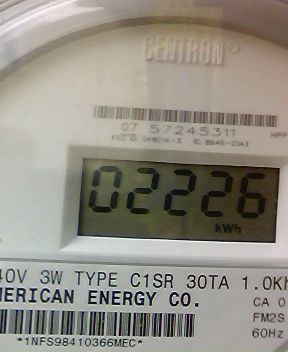 CENTRON
07 57245311
02226
kWh
40V 3W TYPE C1SR 30TA 1.0Kh
MERICAN ENERGY CO.
CA 0
FM2S
60Hz
*1NFS98410366MEC*